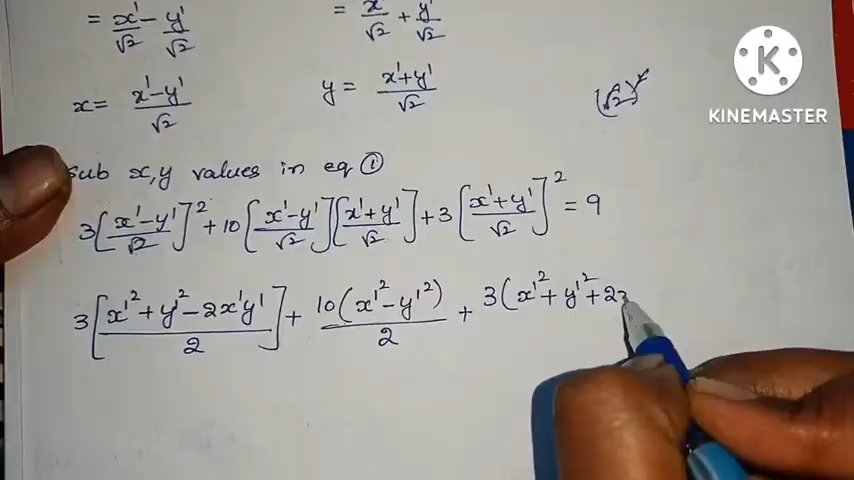 = x'/√2 - y'/√2    = x/√2 + y'/√2
x = (x'-y')/√2    y = (x'+y')/√2    (√2)²
KINEMASTER
sub x,y values in eq ①
3[(x'-y')/√2]² + 10[(x'-y')/√2][(x'+y')/√2] + 3[(x'+y')/√2]² = 9
3[(x'²+y'²-2x'y')/2] + 10(x'²-y'²)/2 + 3(x'²+y'²+2x